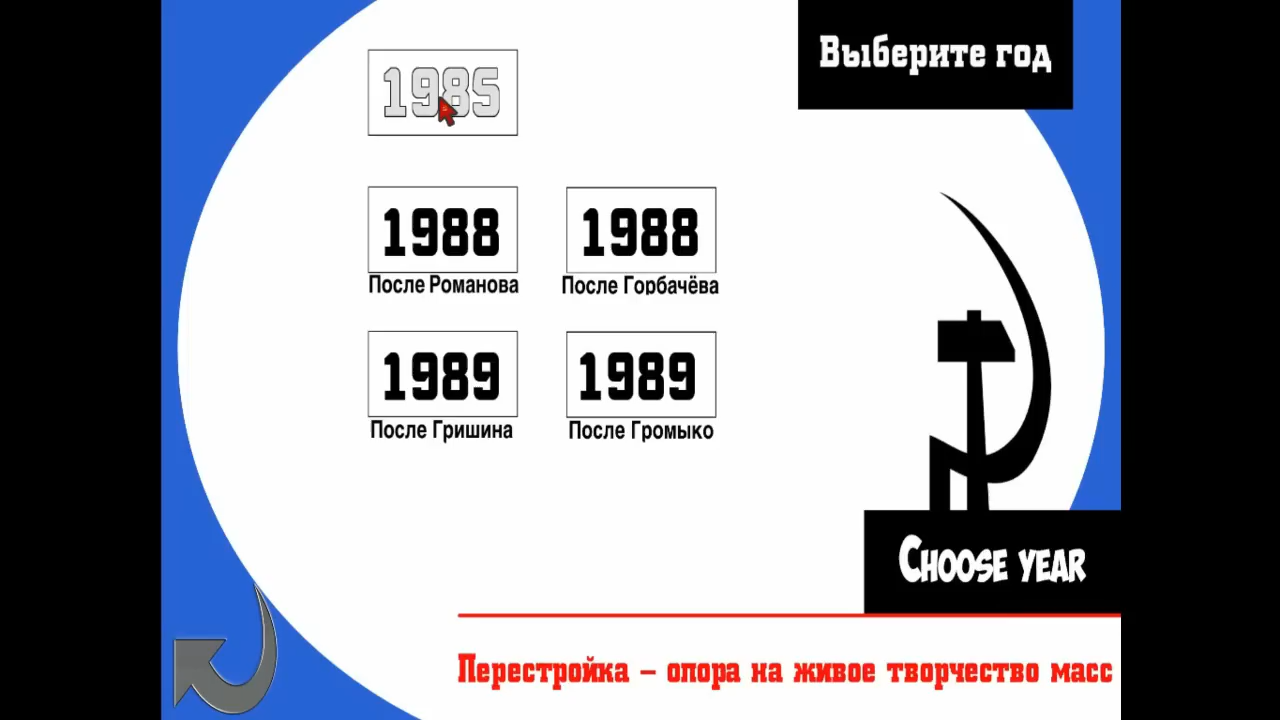 Выберите год
1985
1988
1988
После Романова
После Горбачёва
1989
1989
После Гришина
После Громыко
Choose year
Перестройка – опора на живое творчество масс